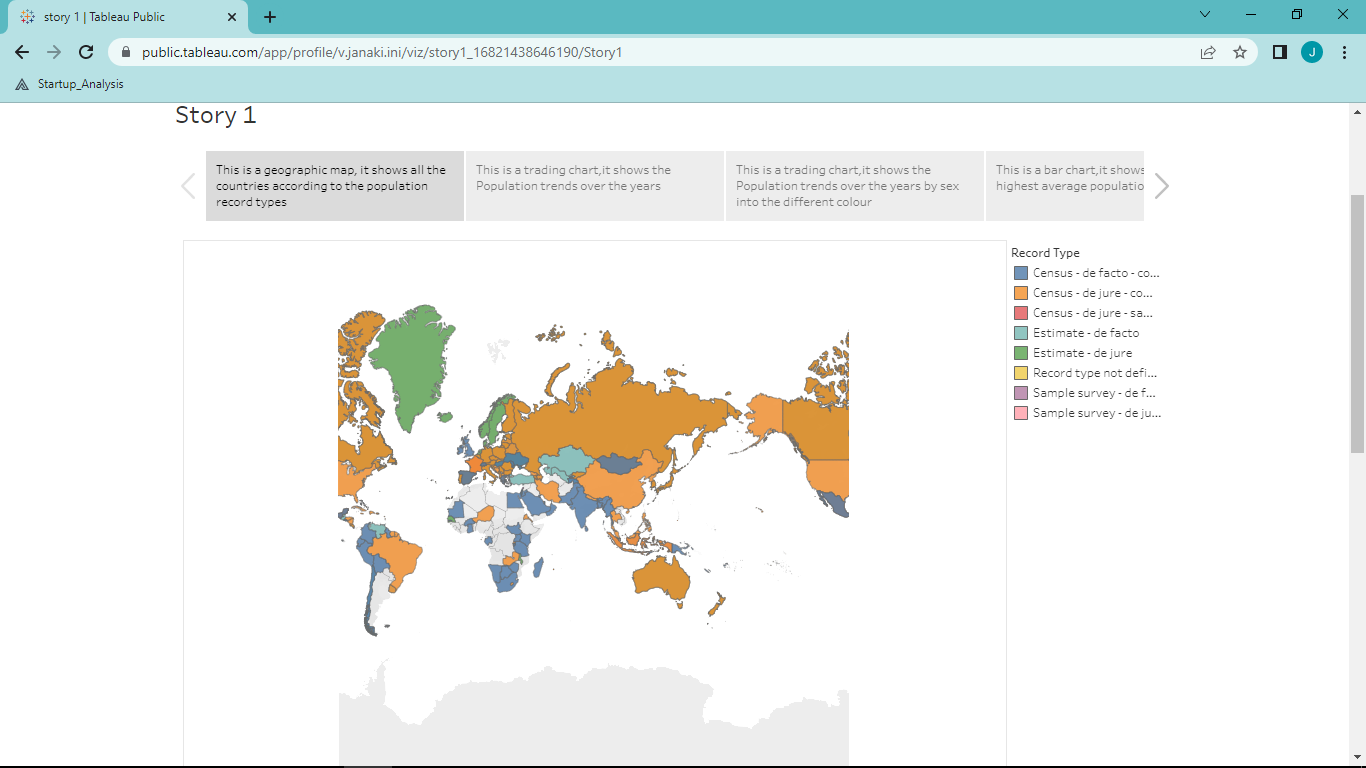 story 1 | Tableau Public
public.tableau.com/app/profile/v.janaki.ini/viz/story1_16821438646190/Story1
J
Startup_Analysis
Story 1
This is a geographic map, it shows all the
countries according to the population
record types
This is a trading chart,it shows the
Population trends over the years
This is a trading chart,it shows the
Population trends over the years by sex
into the different colour
This is a bar chart,it shows
highest average populatio
Record Type
Census - de facto - co...
Census - de jure - co...
Census - de jure - sa...
Estimate - de facto
Estimate - de jure
Record type not defi...
Sample survey - de f...
Sample survey - de ju...